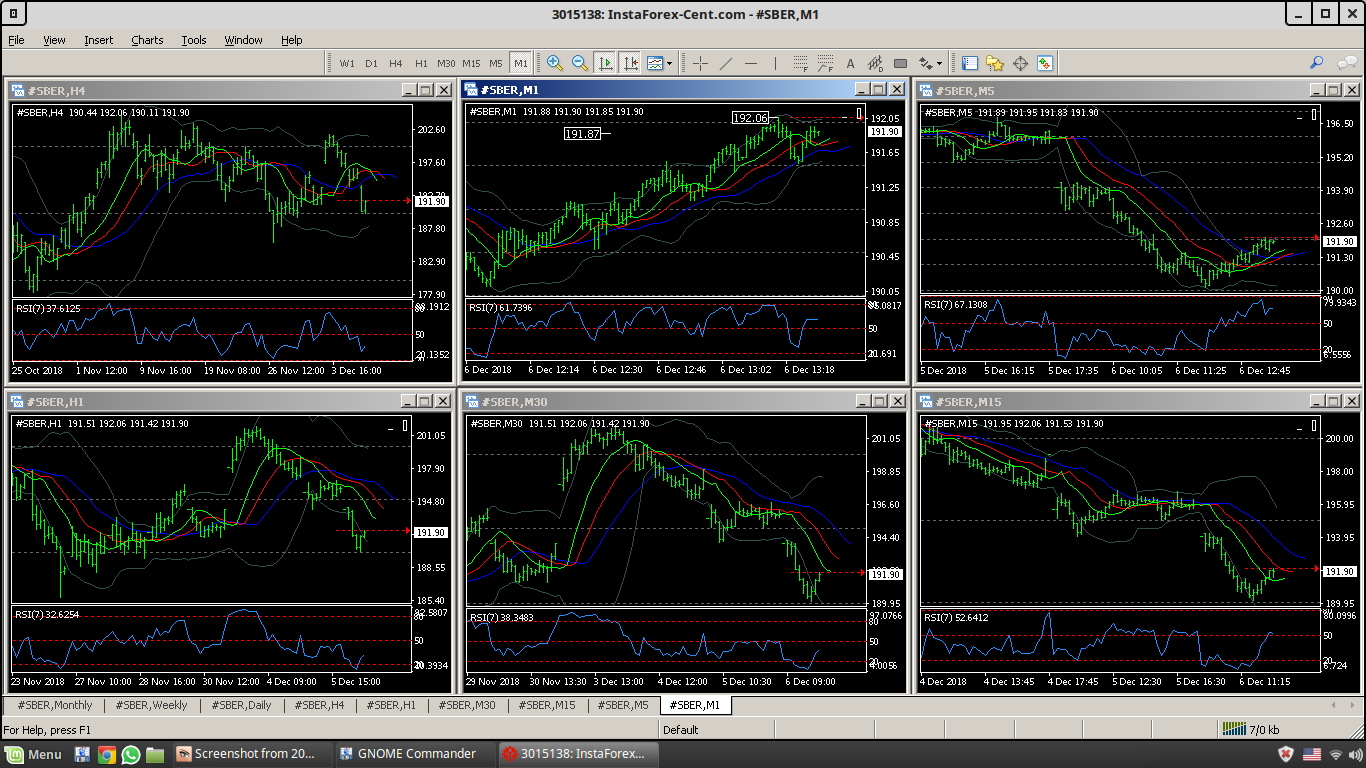 3015138: InstaForex-Cent.com - #SBER,M1
File View Insert Charts Tools Window Help
W1 D1 H4 H1 M30 M15 M5 M1
#SBER,H4
#SBER,H4 190.44 192.06 190.11 191.90
202.60
197.60
191.90
187.80
182.90
177.90
RSI(7) 37.6125
50
20.1352
25 Oct 2018 1 Nov 12:00 9 Nov 16:00 19 Nov 08:00 26 Nov 12:00 3 Dec 16:00
#SBER,M1
#SBER,M1 191.88 191.90 191.85 191.90
192.06
191.87
192.05
191.90
191.65
191.25
190.85
190.45
190.05
RSI(7) 61.7396
50
6 Dec 2018 6 Dec 12:14 6 Dec 12:30 6 Dec 12:46 6 Dec 13:02 6 Dec 13:18
#SBER,M5
#SBER,M5 191.89 191.95 191.83 191.90
196.50
195.20
193.90
192.60
191.90
191.30
190.00
RSI(7) 67.1308
50
5 Dec 2018 5 Dec 16:15 5 Dec 17:35 6 Dec 10:05 6 Dec 11:25 6 Dec 12:45
#SBER,H1
#SBER,H1 191.51 192.06 191.42 191.90
201.05
197.90
194.80
191.90
188.55
185.40
RSI(7) 32.6254
80
50
23 Nov 2018 27 Nov 10:00 28 Nov 16:00 30 Nov 12:00 4 Dec 09:00 5 Dec 15:00
#SBER,M30
#SBER,M30 191.51 192.06 191.42 191.90
201.05
198.85
196.60
194.40
191.90
189.95
RSI(7) 38.3483
80
50
29 Nov 2018 30 Nov 13:30 3 Dec 13:00 4 Dec 12:00 5 Dec 10:30 6 Dec 09:00
#SBER,M15
#SBER,M15 191.95 192.06 191.53 191.90
200.00
198.00
195.95
193.95
191.90
189.95
RSI(7) 52.6412
50
20
6.724
4 Dec 2018 4 Dec 13:45 4 Dec 17:45 5 Dec 12:30 5 Dec 16:30 6 Dec 11:15
#SBER,Monthly #SBER,Weekly #SBER,Daily #SBER,H4 #SBER,H1 #SBER,M30 #SBER,M15 #SBER,M5 #SBER,M1
For Help, press F1 Default 7/0 kb
Menu Screenshot from 20... GNOME Commander 3015138: InstaForex...